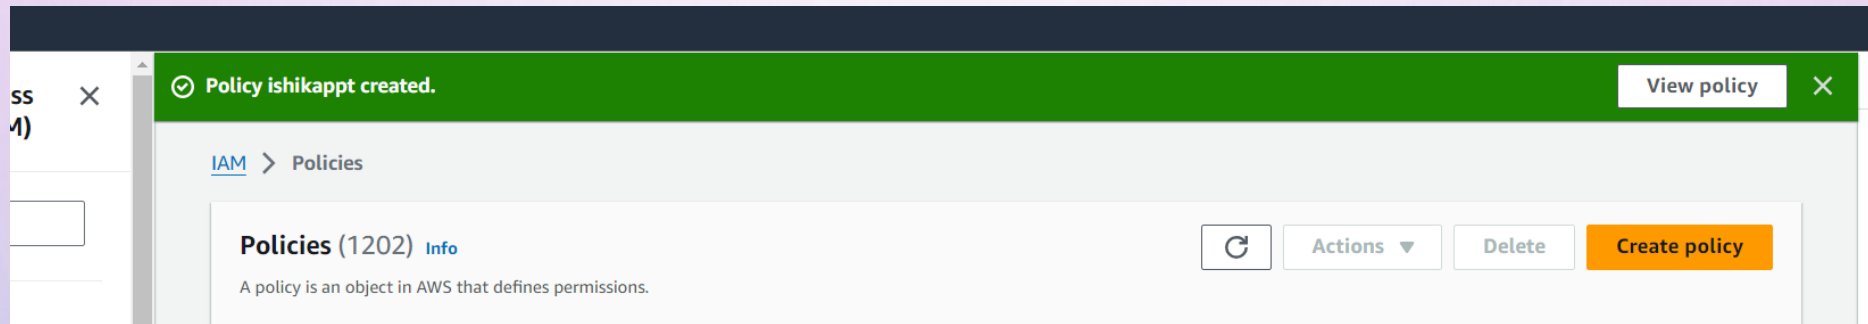 Policy ishikappt created.
View policy
ss
IAM > Policies
Policies (1202) Info
Actions
Delete
Create policy
A policy is an object in AWS that defines permissions.